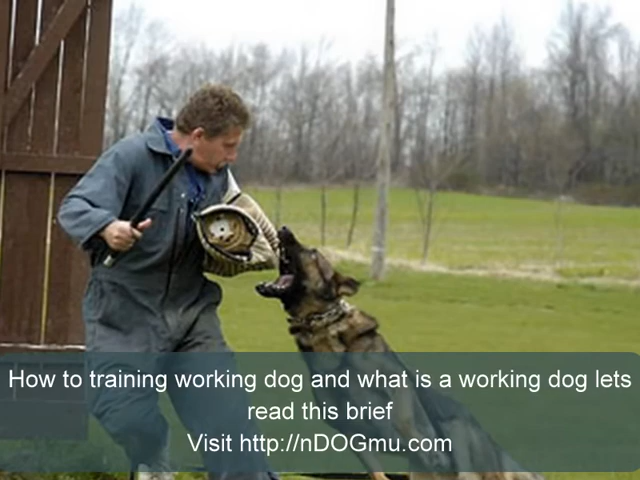 How to training working dog and what is a working dog lets
read this brief
Visit http://nDOGmu.com